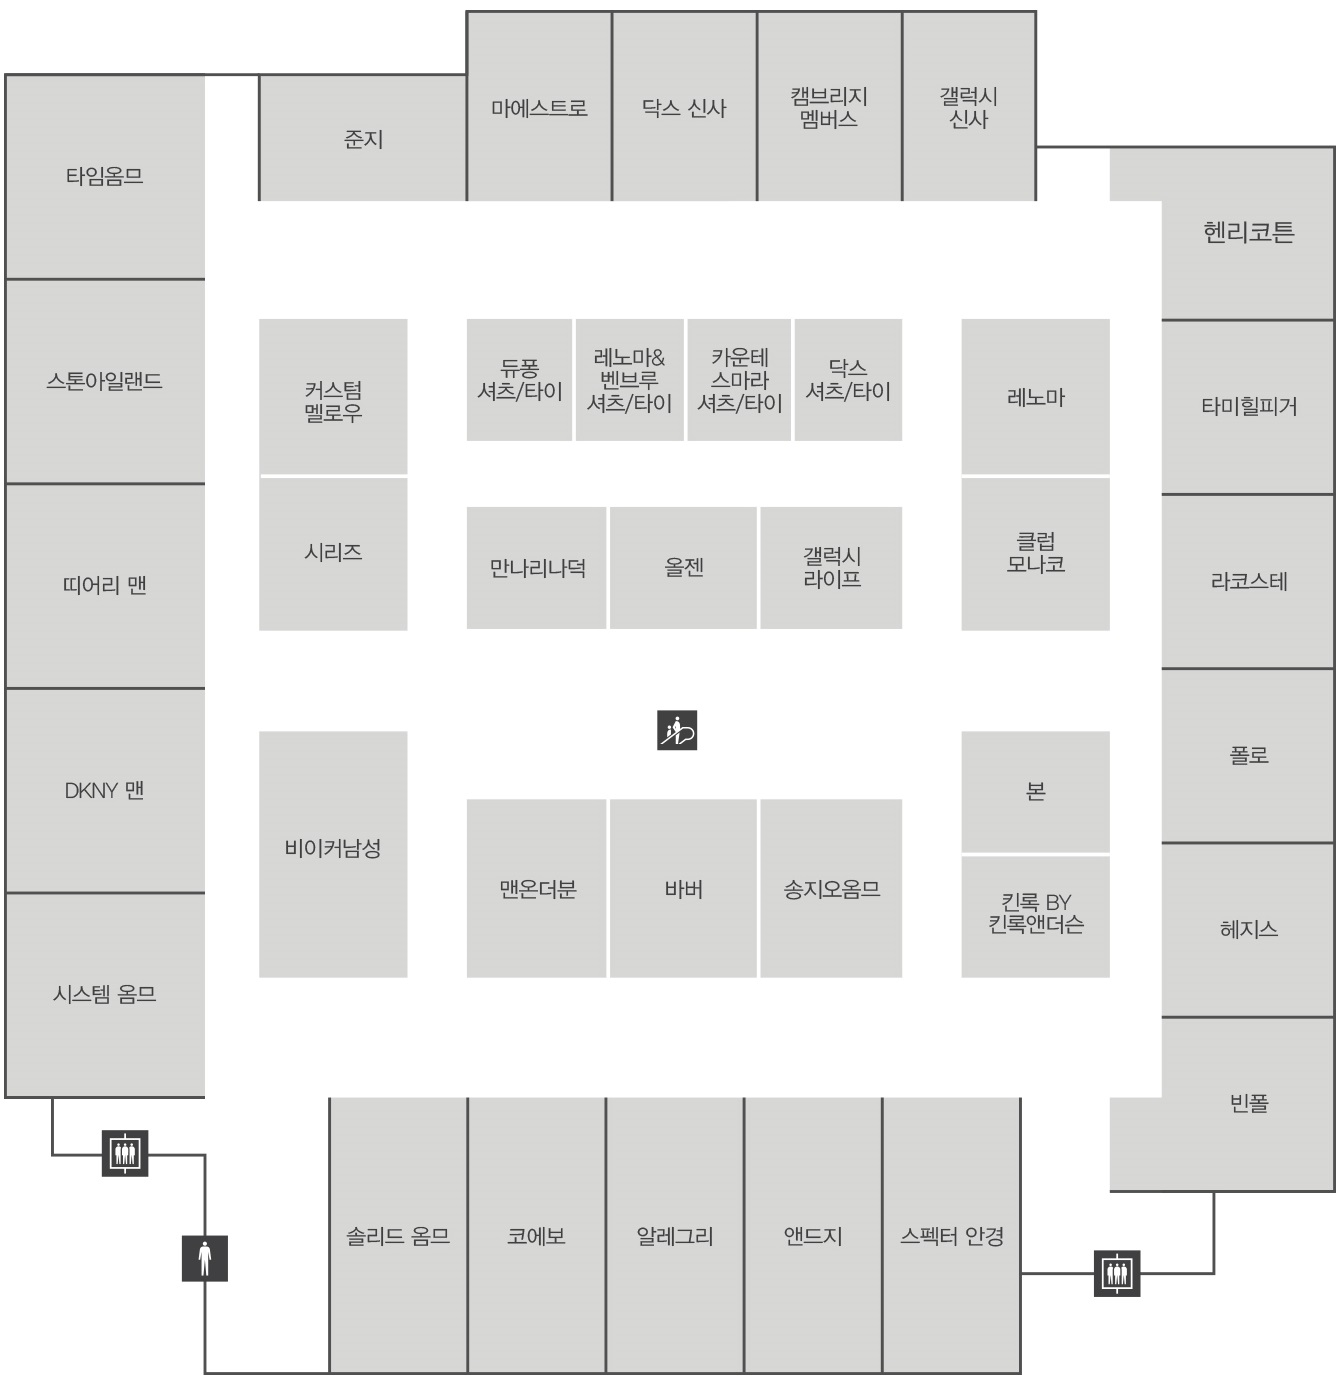 마에스트로
닥스 신사
캠브리지
멤버스
갤럭시
신사
준지
타임옴므
헨리코튼
스톤아일랜드
커스텀
멜로우
듀퐁
셔츠/타이
레노마&
벤브루
셔츠/타이
카운테
스마라
셔츠/타이
닥스
셔츠/타이
레노마
타미힐피거
띠어리 맨
시리즈
만나리나덕
올젠
갤럭시
라이프
클럽
모나코
라코스테
DKNY 맨
비이커남성
맨온더분
바버
송지오옴므
본
킨록 BY
킨록앤더슨
폴로
헤지스
시스템 옴므
빈폴
솔리드 옴므
코에보
알레그리
앤드지
스펙터 안경